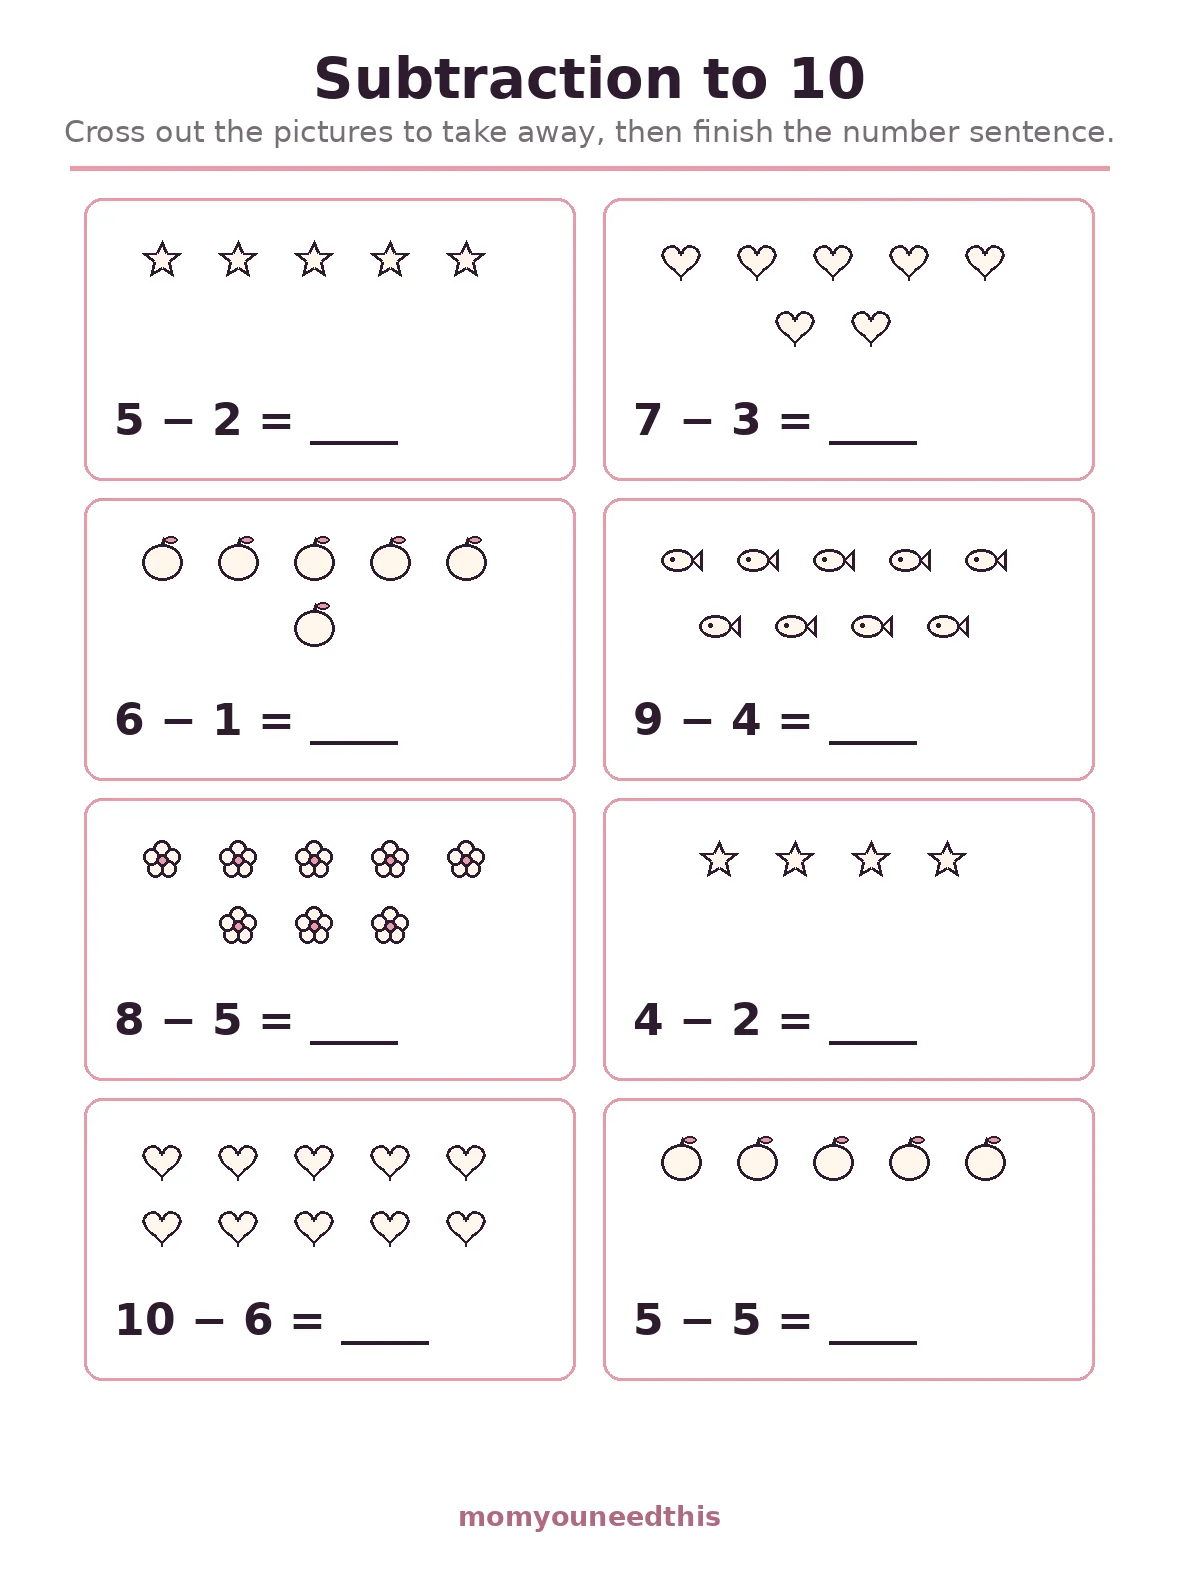 Subtraction to 10
Cross out the pictures to take away, then finish the number sentence.
5 − 2 = ____
7 − 3 = ____
6 − 1 = ____
9 − 4 = ____
8 − 5 = ____
4 − 2 = ____
10 − 6 = ____
5 − 5 = ____
momyouneedthis